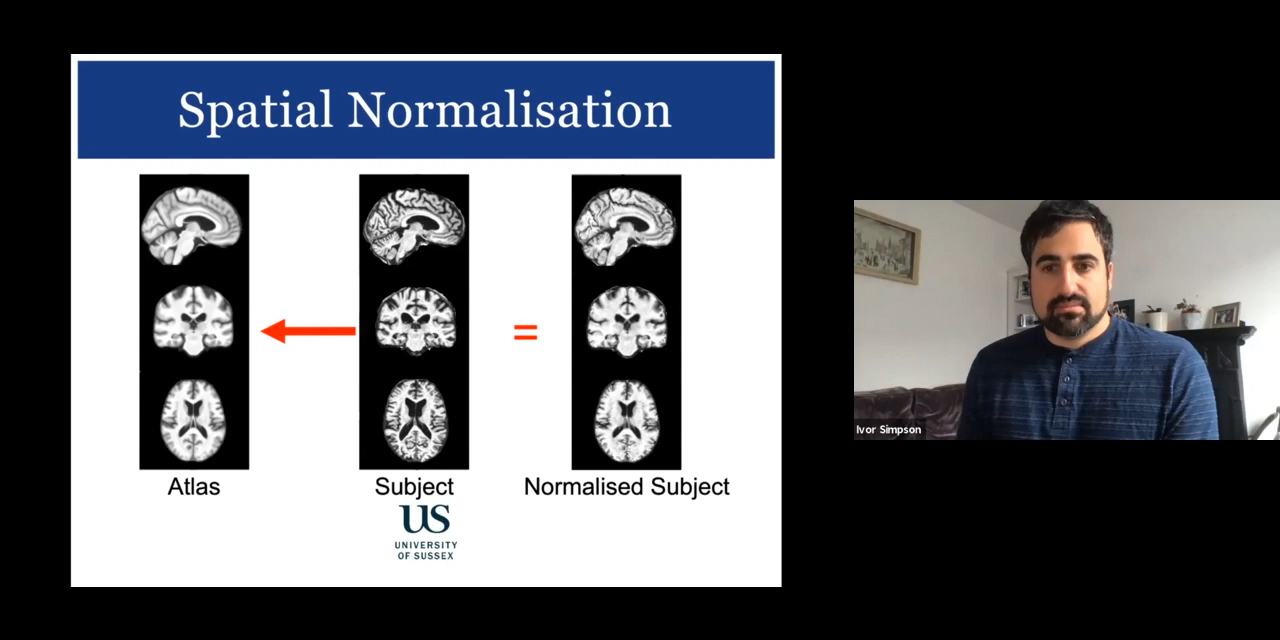 Spatial Normalisation
=
Atlas
Subject
Normalised Subject
US
UNIVERSITY
OF SUSSEX
Ivor Simpson